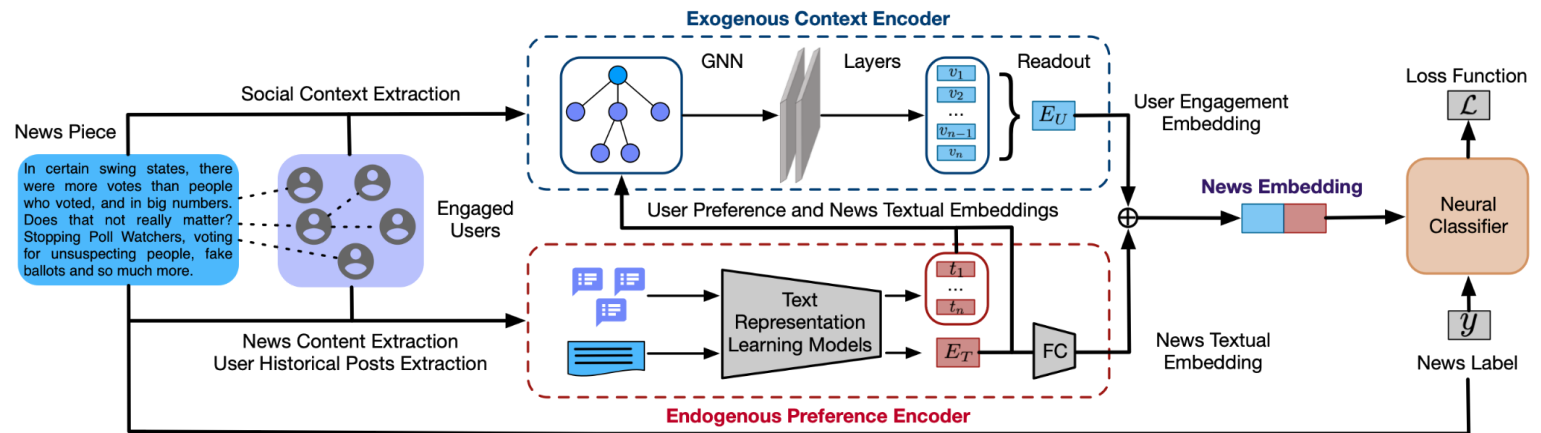 Exogenous Context Encoder
Social Context Extraction
News Piece
In certain swing states, there
were more votes than people
who voted, and in big numbers.
Does that not really matter?
Stopping Poll Watchers, voting
for unsuspecting people, fake
ballots and so much more.
Engaged
Users
News Content Extraction
User Historical Posts Extraction
GNN
Layers
v₁
v₂
...
vₙ₋₁
vₙ
Readout
E_U
User Engagement
Embedding
User Preference and News Textual Embeddings
Text
Representation
Learning Models
t₁
...
tₙ
E_T
FC
News Textual
Embedding
Endogenous Preference Encoder
⊕
News Embedding
Loss Function
ℒ
Neural
Classifier
y
News Label